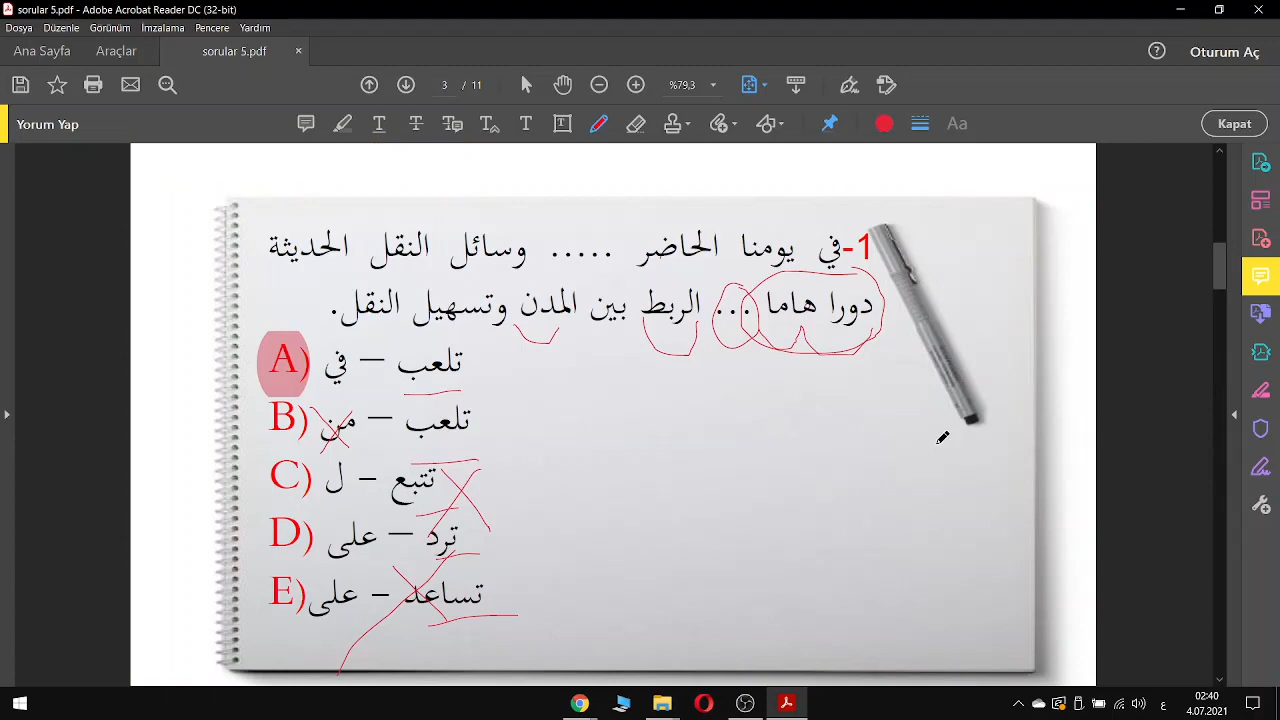 sorular 5.pdf - Adobe Acrobat Reader DC (32-bit)
Dosya Düzenle Görünüm İmzalama Pencere Yardım
Ana Sayfa Araçlar sorular 5.pdf × Oturum Aç
3 / 11 %79,3
Yorum Yap Aa Kapat
1-في يومنا الحاضر ..... وسائل النقل الحديثة
دورا هاما ... الربط بين المدن وتسهيل النقل.
A) تلعب – في
B) تلعب – من
C) تتبع – ل
D) ترد – على
E) تساعد – على
02:40
4.07.2021